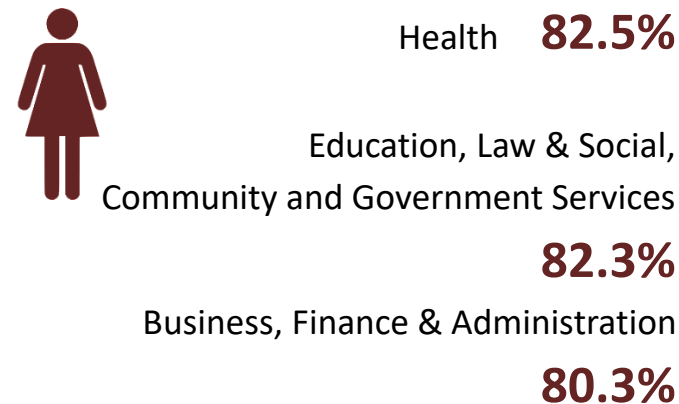 Health 82.5%
Education, Law & Social,
Community and Government Services
82.3%
Business, Finance & Administration
80.3%